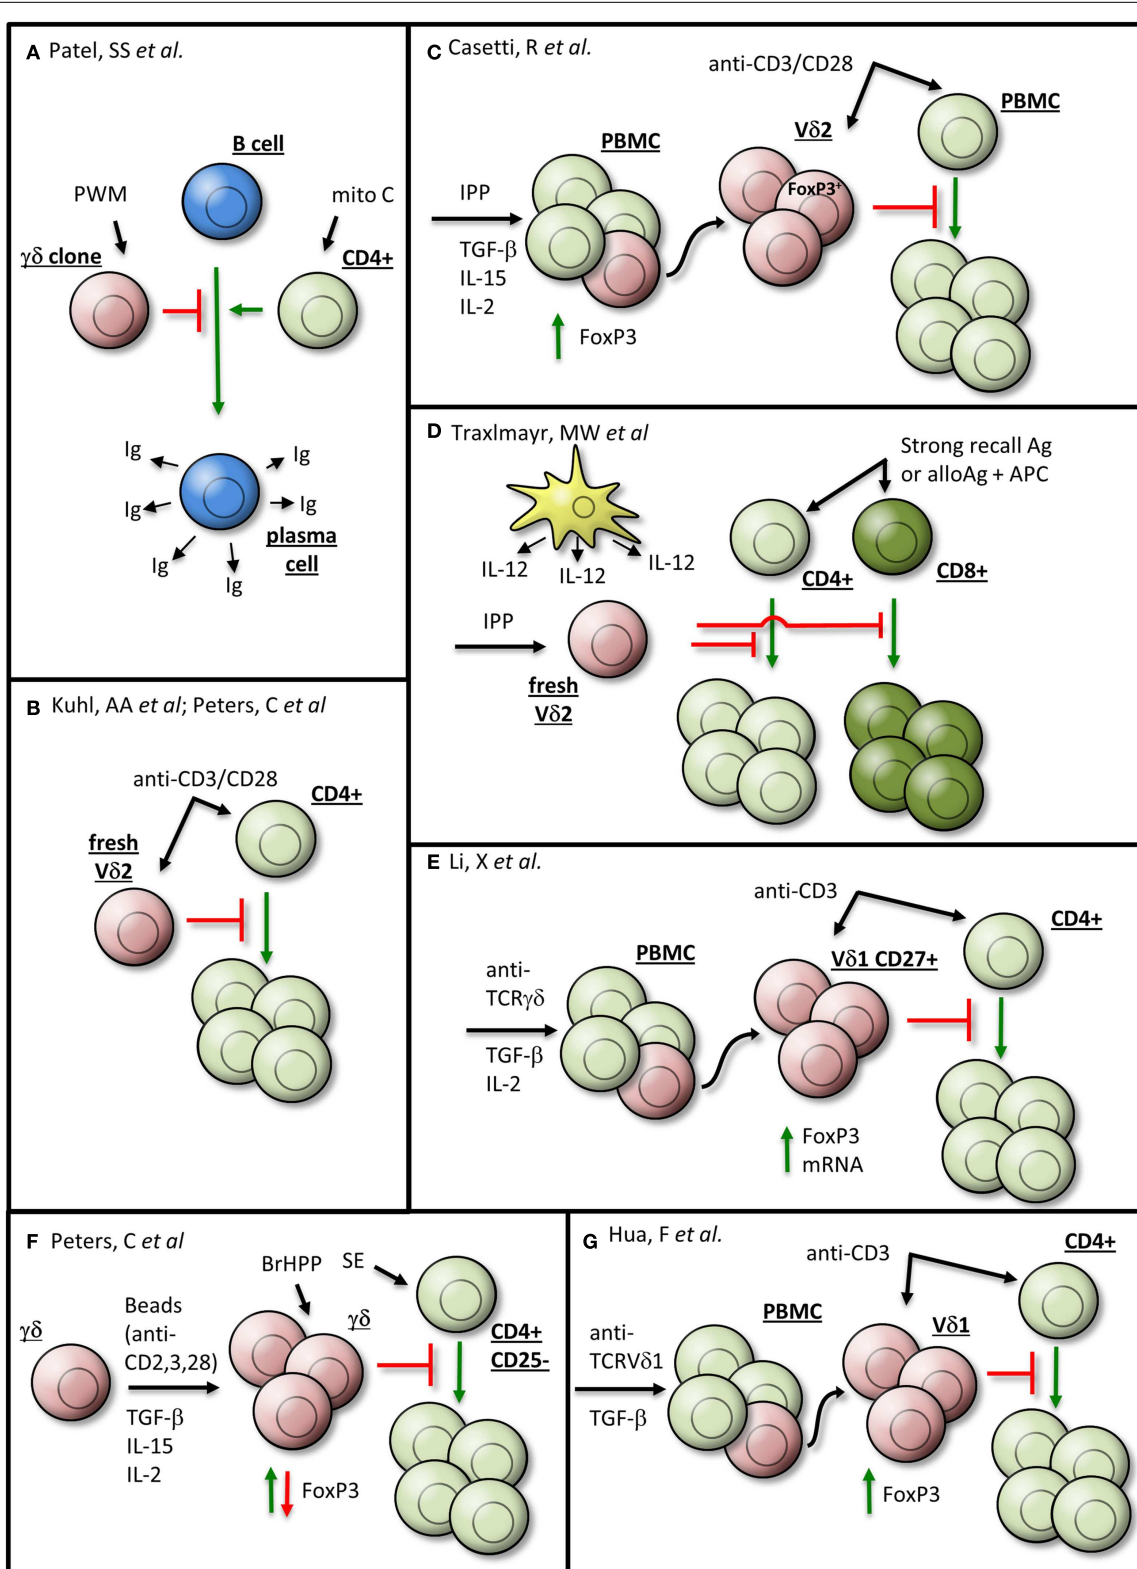 A Patel, SS et al.
B cell
PWM
mito C
γδ clone
CD4+
Ig
Ig
Ig
Ig
Ig
Ig
plasma
cell
B Kuhl, AA et al; Peters, C et al
anti-CD3/CD28
CD4+
fresh
Vδ2
C Casetti, R et al.
anti-CD3/CD28
PBMC
Vδ2
PBMC
IPP
FoxP3+
TGF-β
IL-15
IL-2
FoxP3
D Traxlmayr, MW et al
Strong recall Ag
or alloAg + APC
IL-12
IL-12
IL-12
CD4+
CD8+
IPP
fresh
Vδ2
E Li, X et al.
anti-CD3
CD4+
PBMC
Vδ1 CD27+
anti-
TCRγδ
TGF-β
IL-2
FoxP3
mRNA
F Peters, C et al
BrHPP
SE
Beads
(anti-
CD2,3,28)
γδ
γδ
CD4+
CD25-
TGF-β
IL-15
IL-2
FoxP3
G Hua, F et al.
anti-CD3
CD4+
PBMC
Vδ1
anti-
TCRVδ1
TGF-β
FoxP3